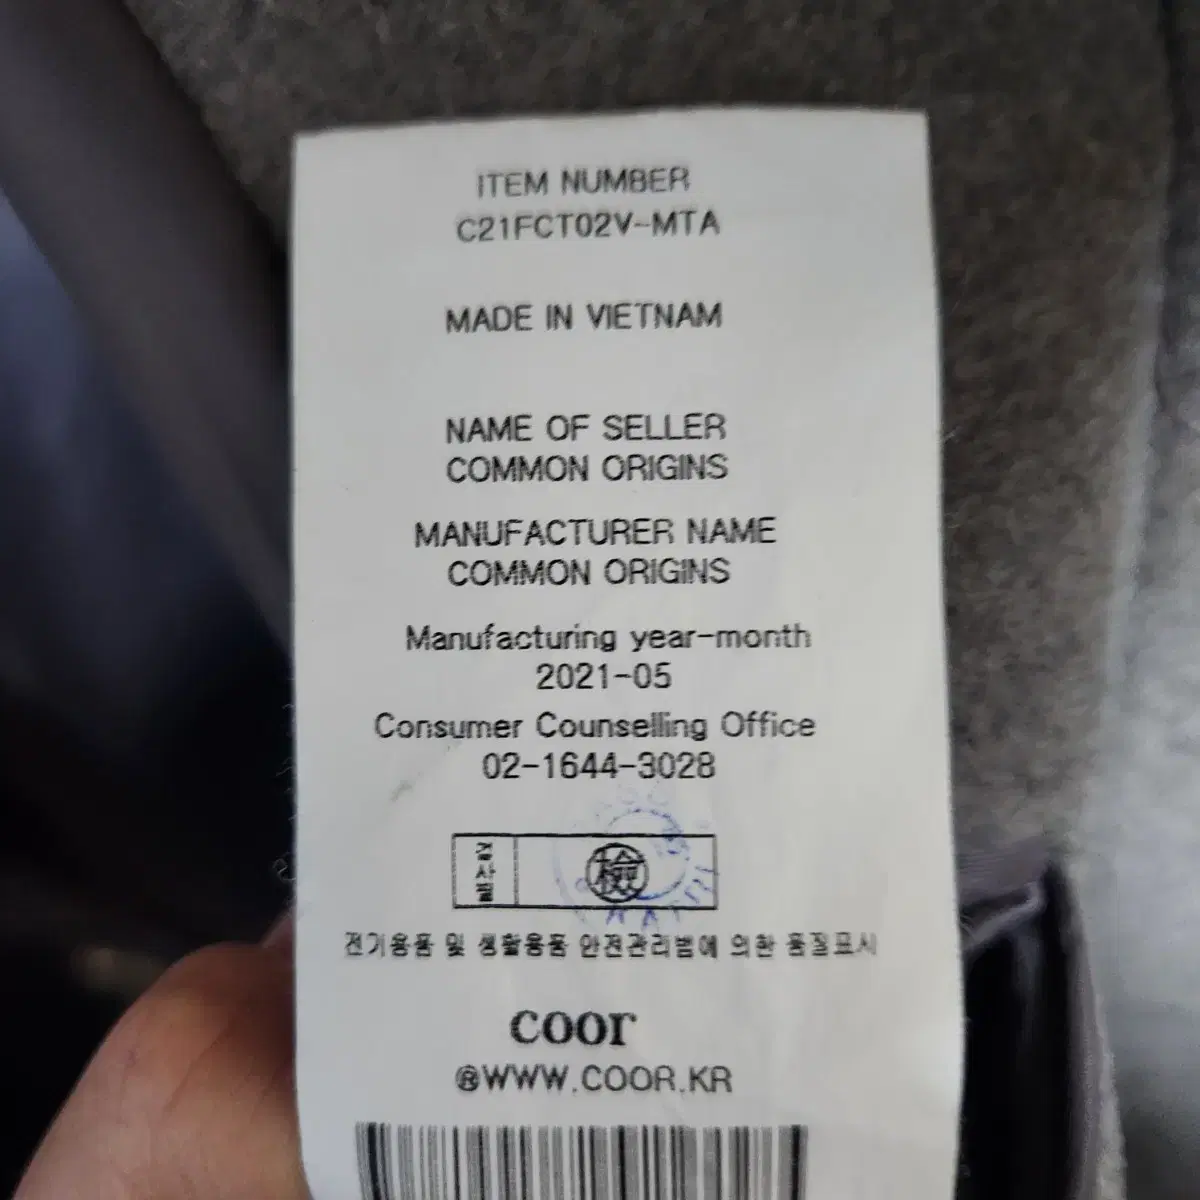 ITEM NUMBER
C21FCT02V-MTA
MADE IN VIETNAM
NAME OF SELLER
COMMON ORIGINS
MANUFACTURER NAME
COMMON ORIGINS
Manufacturing year-month
2021-05
Consumer Counselling Office
02-1644-3028
검사필
檢
전기용품 및 생활용품 안전관리법에 의한 품질표시
coor
®WWW.COOR.KR